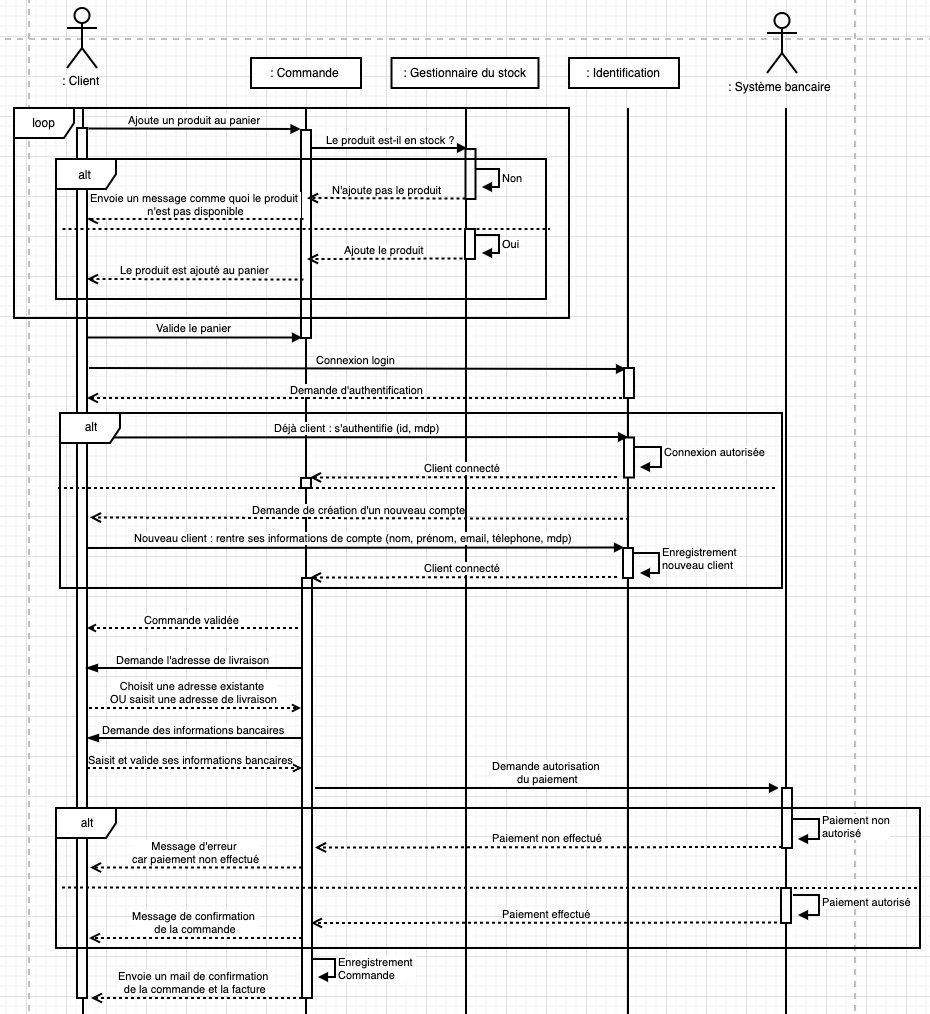 : Client
: Commande
: Gestionnaire du stock
: Identification
: Système bancaire
loop
Ajoute un produit au panier
Le produit est-il en stock ?
alt
Non
N'ajoute pas le produit
Envoie un message comme quoi le produit
n'est pas disponible
Oui
Ajoute le produit
Le produit est ajouté au panier
Valide le panier
Connexion login
Demande d'authentification
alt
Déjà client : s'authentifie (id, mdp)
Connexion autorisée
Client connecté
Demande de création d'un nouveau compte
Nouveau client : rentre ses informations de compte (nom, prénom, email, télephone, mdp)
Enregistrement
nouveau client
Client connecté
Commande validée
Demande l'adresse de livraison
Choisit une adresse existante
OU saisit une adresse de livraison
Demande des informations bancaires
Saisit et valide ses informations bancaires
Demande autorisation
du paiement
alt
Paiement non
autorisé
Paiement non effectué
Message d'erreur
car paiement non effectué
Paiement autorisé
Paiement effectué
Message de confirmation
de la commande
Enregistrement
Commande
Envoie un mail de confirmation
de la commande et la facture